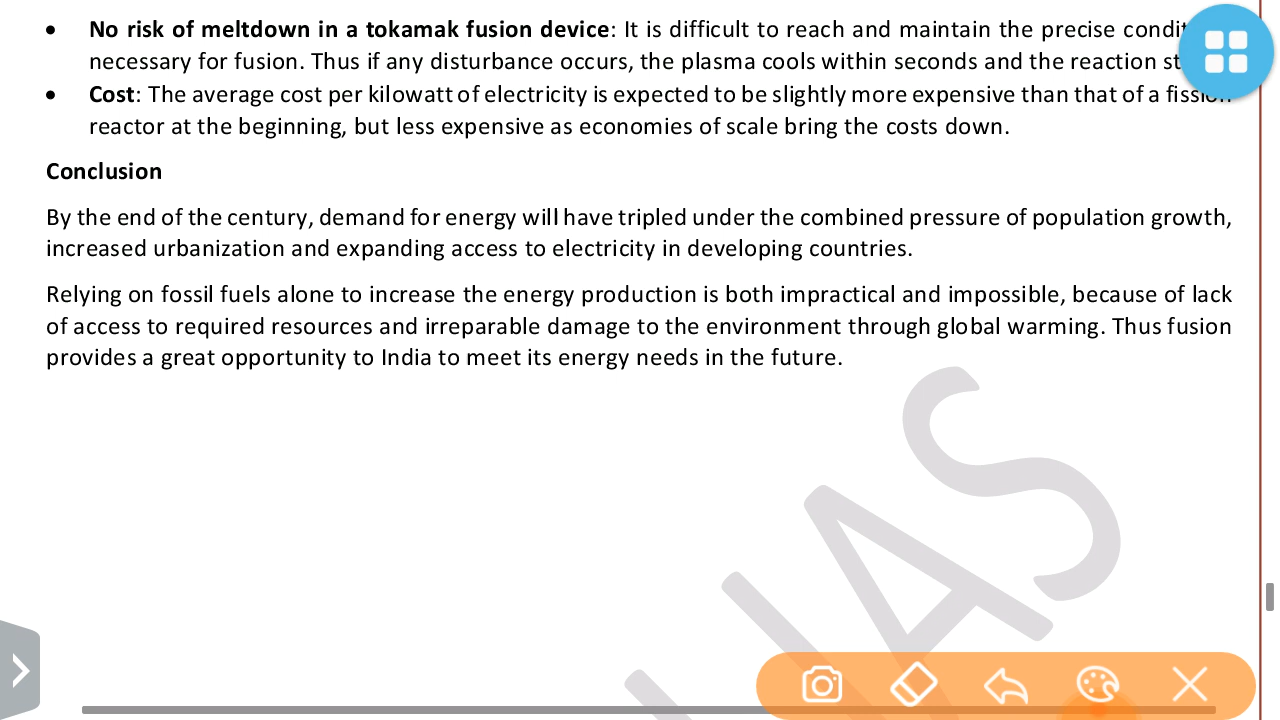 • No risk of meltdown in a tokamak fusion device: It is difficult to reach and maintain the precise
necessary for fusion. Thus if any disturbance occurs, the plasma cools within seconds and the reaction
• Cost: The average cost per kilowatt of electricity is expected to be slightly more expensive than that of a fission
reactor at the beginning, but less expensive as economies of scale bring the costs down.
Conclusion
By the end of the century, demand for energy will have tripled under the combined pressure of population growth,
increased urbanization and expanding access to electricity in developing countries.
Relying on fossil fuels alone to increase the energy production is both impractical and impossible, because of lack
of access to required resources and irreparable damage to the environment through global warming. Thus fusion
provides a great opportunity to India to meet its energy needs in the future.
IAS